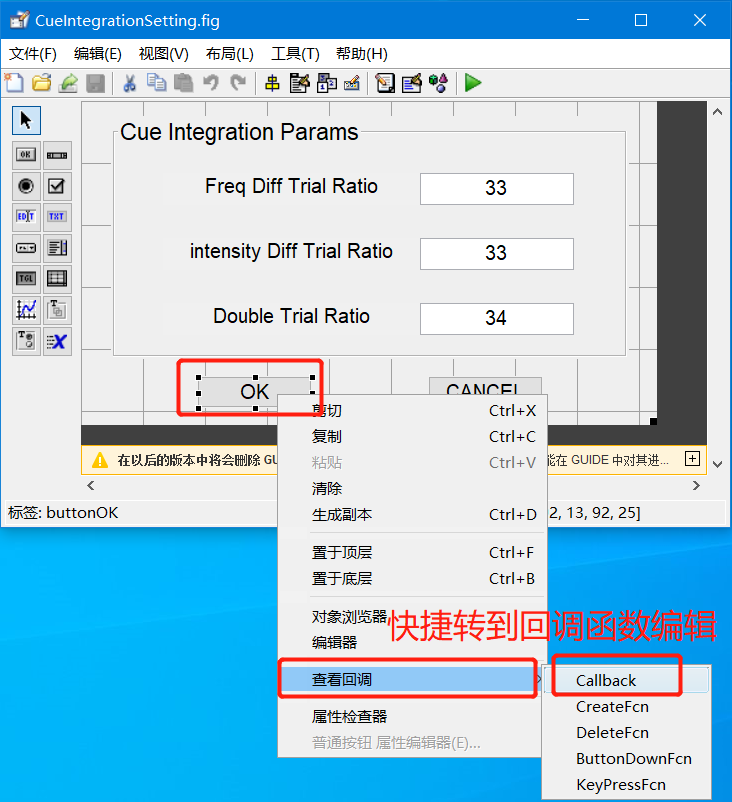 CueIntegrationSetting.fig
文件(F) 编辑(E) 视图(V) 布局(L) 工具(T) 帮助(H)
Cue Integration Params
OK
Freq Diff Trial Ratio 33
EDIT TXT
intensity Diff Trial Ratio 33
TGL
Double Trial Ratio 34
OK CANCEL
剪切 Ctrl+X
复制 Ctrl+C
在以后的版本中将会删除 GU
能在 GUIDE 中对其进...
粘贴 Ctrl+V
清除
标签: buttonOK
2, 13, 92, 25]
生成副本 Ctrl+D
置于顶层 Ctrl+F
置于底层 Ctrl+B
对象浏览器
快捷转到回调函数编辑
编辑器
查看回调
Callback
CreateFcn
属性检查器
DeleteFcn
普通按钮 属性编辑器(E)...
ButtonDownFcn
KeyPressFcn